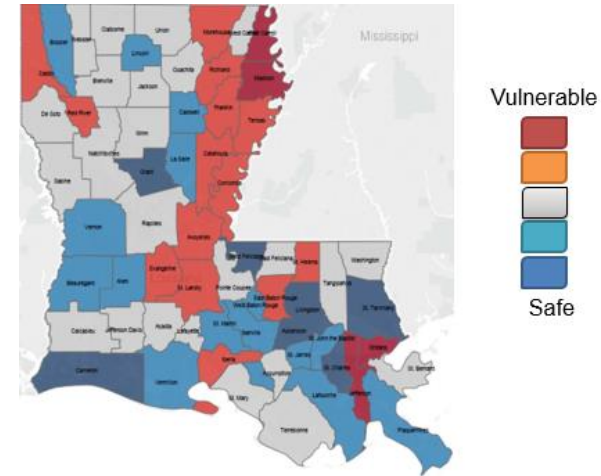 Mississippi
Vulnerable
Safe
Claiborne
Union
Bossier
Lincoln
Ouachita
Caddo
Bienville
Jackson
Richland
Madison
De Soto
Red River
Winn
Caldwell
Franklin
Tensas
Natchitoches
Grant
La Salle
Catahoula
Concordia
Sabine
Vernon
Rapides
Avoyelles
Washington
St. Helena
Tangipahoa
Evangeline
St. Landry
Pointe Coupee
East Baton Rouge
West Baton Rouge
Livingston
St. Tammany
Beauregard
Allen
Calcasieu
Jefferson Davis
Acadia
Lafayette
St. Martin
Iberville
Ascension
St. John the Baptist
St. James
St. Charles
Orleans
St. Bernard
Cameron
Vermilion
Iberia
Assumption
St. Mary
Lafourche
Jefferson
Plaquemines
Terrebonne